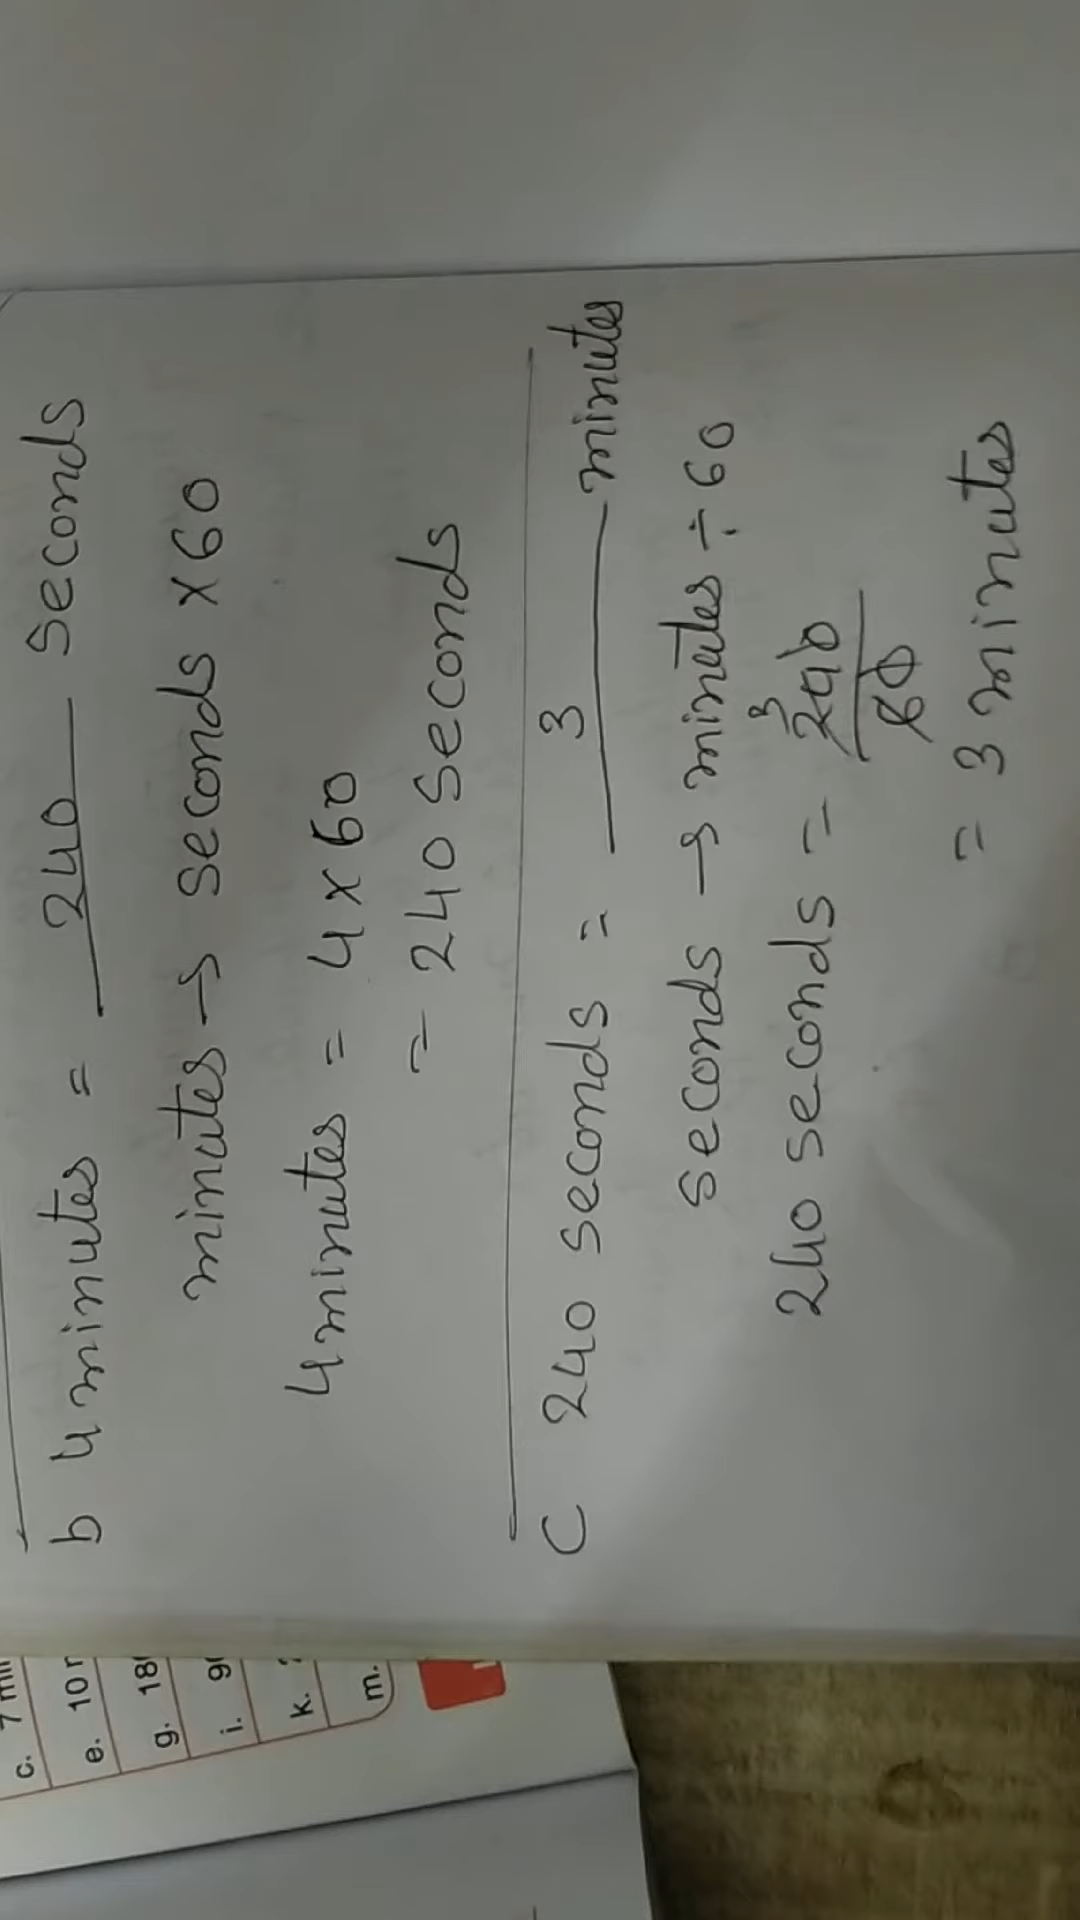 b 4 minutes = 240 seconds
minutes → seconds × 60
4 minutes = 4 × 60
= 240 seconds
C 240 seconds = 3 minutes
seconds → minutes ÷ 60
3
240 seconds = 240
60
= 3 minutes
c. 7
e. 10
g. 18
i. 9
k.
m.